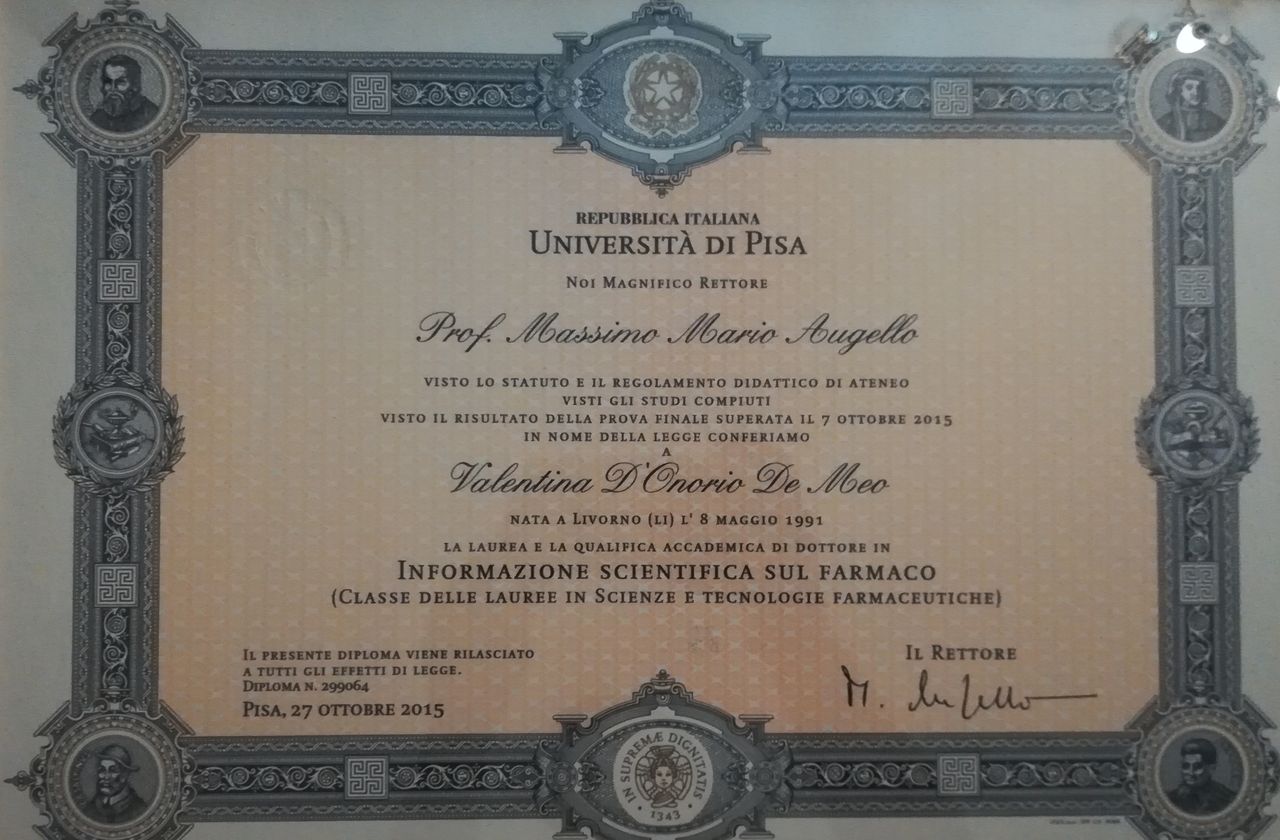 REPUBBLICA ITALIANA
UNIVERSITÀ DI PISA
NOI MAGNIFICO RETTORE
Prof. Massimo Mario Augello
VISTO LO STATUTO E IL REGOLAMENTO DIDATTICO DI ATENEO
VISTI GLI STUDI COMPIUTI
VISTO IL RISULTATO DELLA PROVA FINALE SUPERATA IL 7 OTTOBRE 2015
IN NOME DELLA LEGGE CONFERIAMO
A
Valentina D'Onorio De Meo
NATA A LIVORNO (LI) L' 8 MAGGIO 1991
LA LAUREA E LA QUALIFICA ACCADEMICA DI DOTTORE IN
INFORMAZIONE SCIENTIFICA SUL FARMACO
(CLASSE DELLE LAUREE IN SCIENZE E TECNOLOGIE FARMACEUTICHE)
IL PRESENTE DIPLOMA VIENE RILASCIATO
A TUTTI GLI EFFETTI DI LEGGE.
DIPLOMA N. 299064
PISA, 27 OTTOBRE 2015
IL RETTORE
M. Augello
IN SUPREMÆ DIGNITATIS
1343